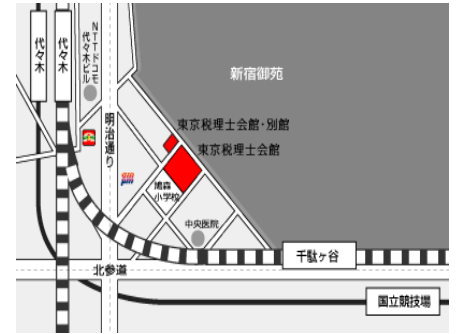 代々木
代々木
NTTドコモ
代々木ビル
新宿御苑
明治通り
東京税理士会館・別館
東京税理士会館
am
pm
鳩森
小学校
中央医院
千駄ヶ谷
北参道
国立競技場